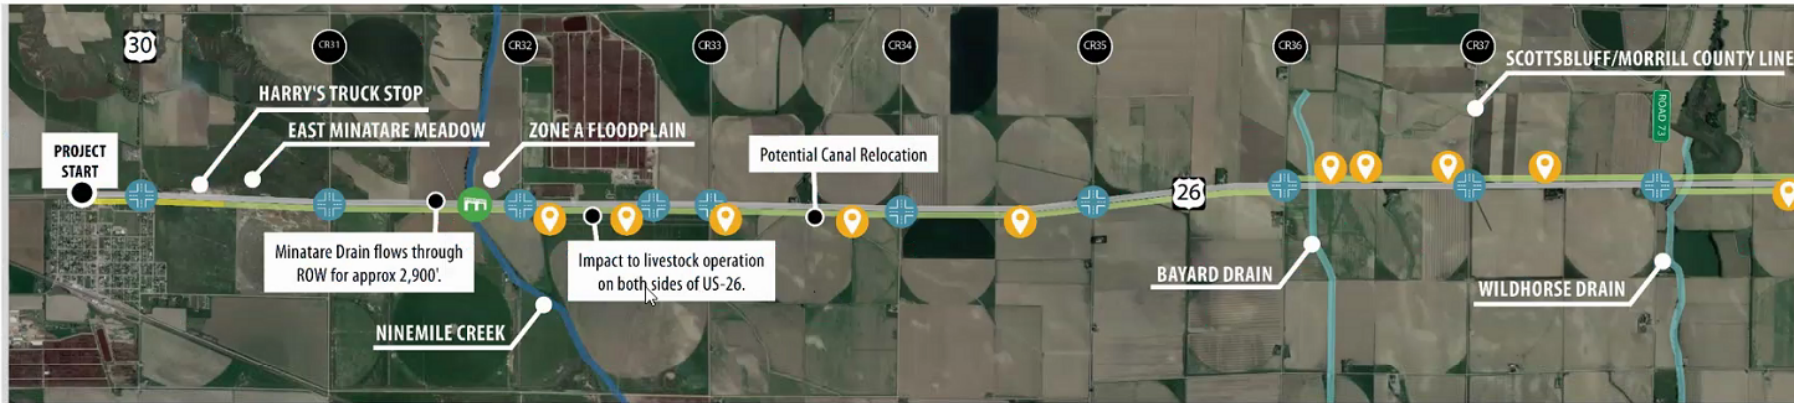 30
CR31
CR32
CR33
CR34
CR35
CR36
CR37
SCOTTSBLUFF/MORRILL COUNTY LINE
HARRY'S TRUCK STOP
EAST MINATARE MEADOW
ZONE A FLOODPLAIN
ROAD 73
PROJECT
START
Potential Canal Relocation
26
Minatare Drain flows through
ROW for approx 2,900'.
Impact to livestock operation
on both sides of US-26.
BAYARD DRAIN
WILDHORSE DRAIN
NINEMILE CREEK